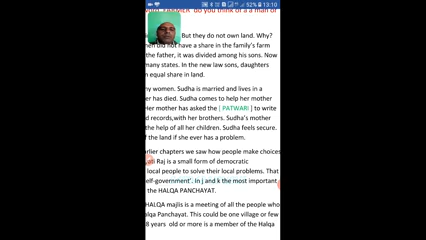 52% 13:10
FARMER' do you think of a a man or
But they do not own land. Why?
did not have a share in the family's farm
the father, it was divided among his sons. Now
many states. In the new law sons, daughters
equal share in land.
women. Sudha is married and lives in a
has died. Sudha comes to help her mother
Her mother has asked the [ PATWARI ] to write
records, with her brothers. Sudha's mother
the help of all her children. Sudha feels secure.
f the land if she ever has a problem.
earlier chapters we saw how people make choices
Raj is a small form of democratic
local people to solve their local problems. That
self-government'. In j and k the most important
the HALQA PANCHAYAT.
HALQA majlis is a meeting of all the people who
Panchayat. This could be one village or few
8 years old or more is a member of the Halqa